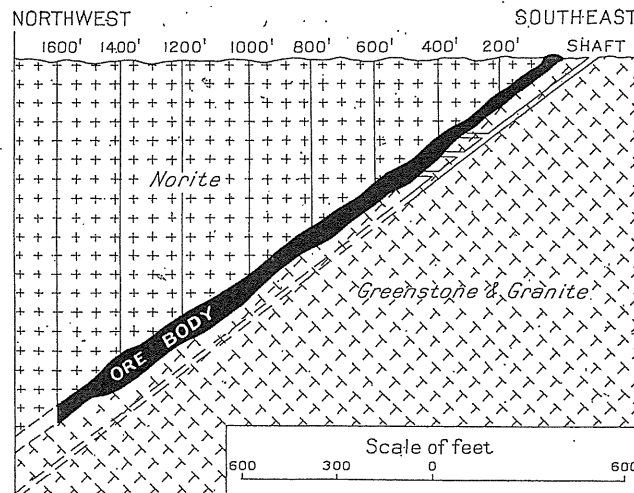 NORTHWEST SOUTHEAST
1600' 1400' 1200' 1000' 800' 600' 400' 200' SHAFT
Norite
Greenstone & Granite
ORE BODY
Scale of feet
600 300 0 600